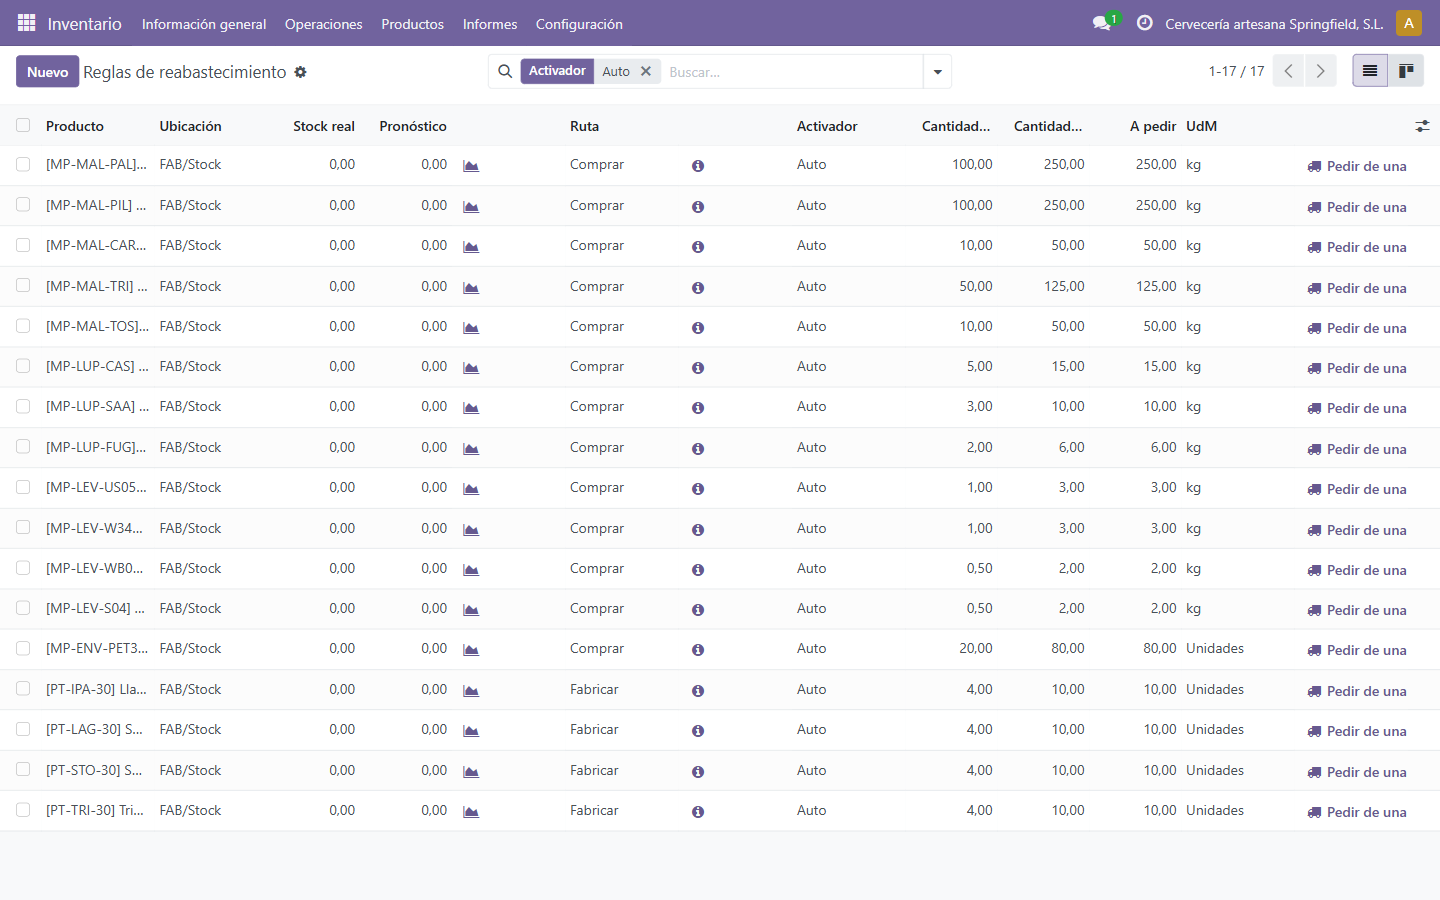 Inventario Información general Operaciones Productos Informes Configuración 1 Cervecería artesana Springfield, S.L. A
Nuevo Reglas de reabastecimiento Activador Auto Buscar... 1-17 / 17
Producto Ubicación Stock real Pronóstico Ruta Activador Cantidad... Cantidad... A pedir UdM
[MP-MAL-PAL]... FAB/Stock 0,00 0,00 Comprar Auto 100,00 250,00 250,00 kg Pedir de una
[MP-MAL-PIL] ... FAB/Stock 0,00 0,00 Comprar Auto 100,00 250,00 250,00 kg Pedir de una
[MP-MAL-CAR... FAB/Stock 0,00 0,00 Comprar Auto 10,00 50,00 50,00 kg Pedir de una
[MP-MAL-TRI] ... FAB/Stock 0,00 0,00 Comprar Auto 50,00 125,00 125,00 kg Pedir de una
[MP-MAL-TOS]... FAB/Stock 0,00 0,00 Comprar Auto 10,00 50,00 50,00 kg Pedir de una
[MP-LUP-CAS] ... FAB/Stock 0,00 0,00 Comprar Auto 5,00 15,00 15,00 kg Pedir de una
[MP-LUP-SAA] ... FAB/Stock 0,00 0,00 Comprar Auto 3,00 10,00 10,00 kg Pedir de una
[MP-LUP-FUG]... FAB/Stock 0,00 0,00 Comprar Auto 2,00 6,00 6,00 kg Pedir de una
[MP-LEV-US05... FAB/Stock 0,00 0,00 Comprar Auto 1,00 3,00 3,00 kg Pedir de una
[MP-LEV-W34... FAB/Stock 0,00 0,00 Comprar Auto 1,00 3,00 3,00 kg Pedir de una
[MP-LEV-WB0... FAB/Stock 0,00 0,00 Comprar Auto 0,50 2,00 2,00 kg Pedir de una
[MP-LEV-S04] ... FAB/Stock 0,00 0,00 Comprar Auto 0,50 2,00 2,00 kg Pedir de una
[MP-ENV-PET3... FAB/Stock 0,00 0,00 Comprar Auto 20,00 80,00 80,00 Unidades Pedir de una
[PT-IPA-30] Lla... FAB/Stock 0,00 0,00 Fabricar Auto 4,00 10,00 10,00 Unidades Pedir de una
[PT-LAG-30] S... FAB/Stock 0,00 0,00 Fabricar Auto 4,00 10,00 10,00 Unidades Pedir de una
[PT-STO-30] S... FAB/Stock 0,00 0,00 Fabricar Auto 4,00 10,00 10,00 Unidades Pedir de una
[PT-TRI-30] Tri... FAB/Stock 0,00 0,00 Fabricar Auto 4,00 10,00 10,00 Unidades Pedir de una